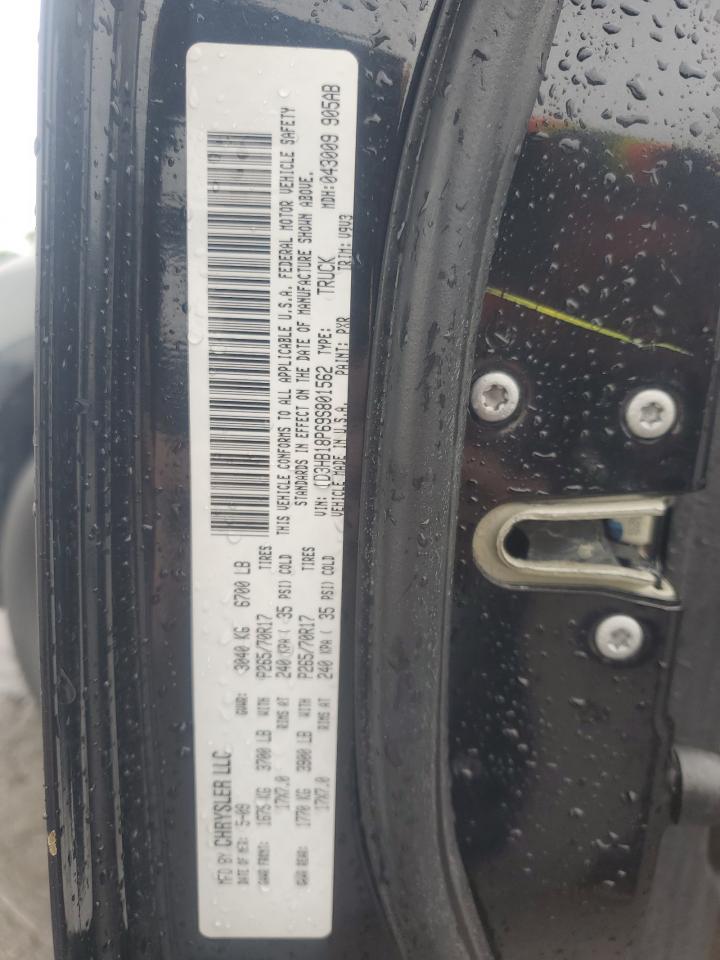 MFD BY CHRYSLER LLC
DATE OF MFR: 5-09 GVWR: 3040 KG 6700 LB
GAWR FRONT: 1675 KG 3700 LB WITH P265/70R17 TIRES
17X7.0 RIMS AT 240 KPA ( 35 PSI) COLD
GAWR REAR: 1770 KG 3900 LB WITH P265/70R17 TIRES
17X7.0 RIMS AT 240 KPA ( 35 PSI) COLD
THIS VEHICLE CONFORMS TO ALL APPLICABLE U.S.A. FEDERAL MOTOR VEHICLE SAFETY
STANDARDS IN EFFECT ON THE DATE OF MANUFACTURE SHOWN ABOVE.
VIN: 1D3HB18P69S801562 TYPE: TRUCK MDH: 043009 905AB
VEHICLE MADE IN U.S.A. PAINT: PXR TRIM: V9V3